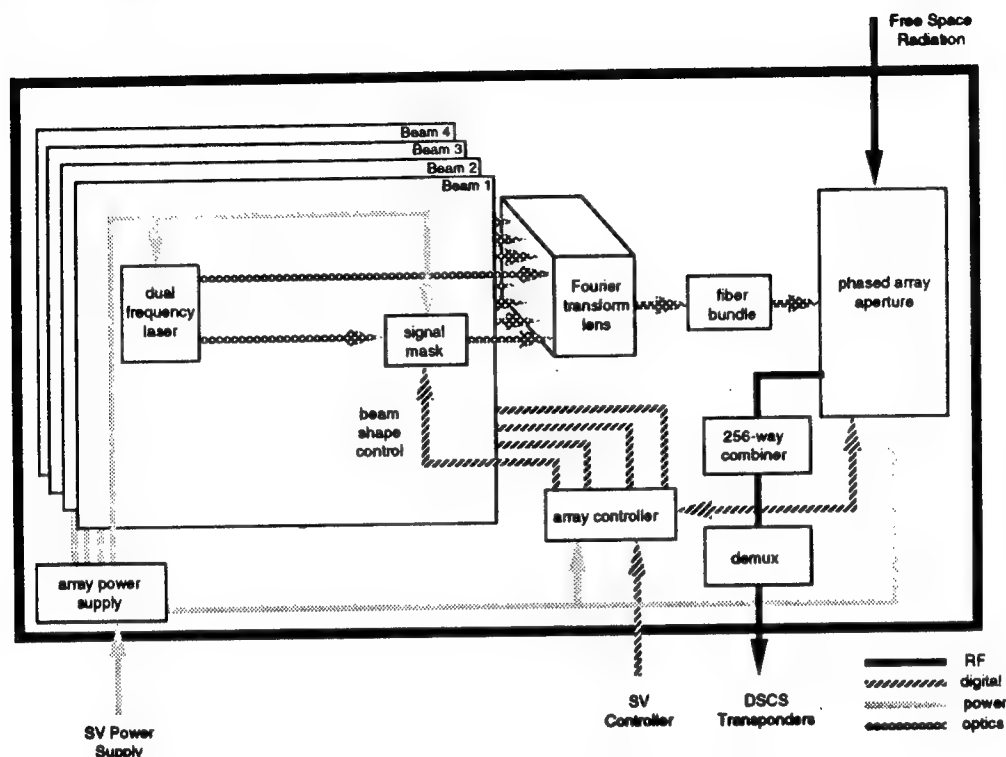 Free Space
Radiation
Beam 4
Beam 3
Beam 2
Beam 1
dual
frequency
laser
signal
mask
Fourier
transform
lens
fiber
bundle
phased array
aperture
beam
shape
control
256-way
combiner
array controller
demux
array power
supply
SV Power
Supply
SV
Controller
DSCS
Transponders
RF
digital
power
optics